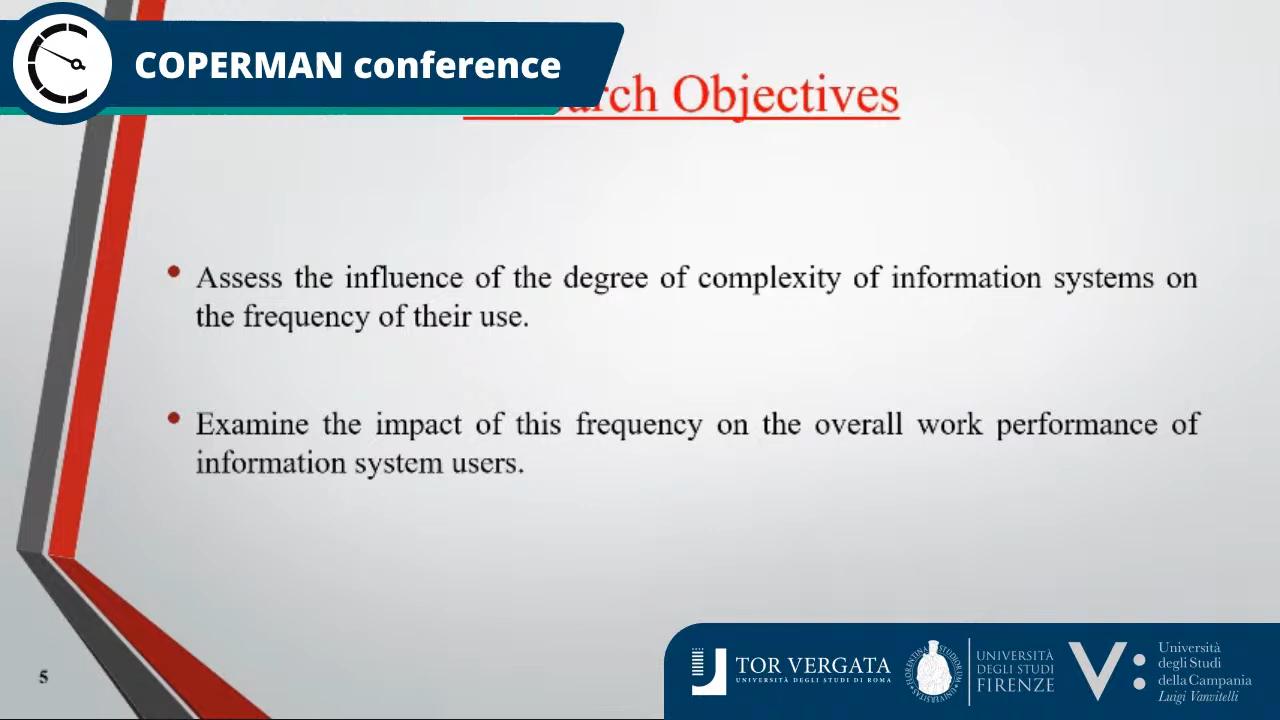 COPERMAN conference
Objectives
• Assess the influence of the degree of complexity of information systems on
the frequency of their use.
• Examine the impact of this frequency on the overall work performance of
information system users.
5
TOR VERGATA
UNIVERSITÀ DEGLI STUDI DI ROMA
UNIVERSITÀ
DEGLI STUDI
FIRENZE
V:
Università
degli Studi
della Campania
Luigi Vanvitelli